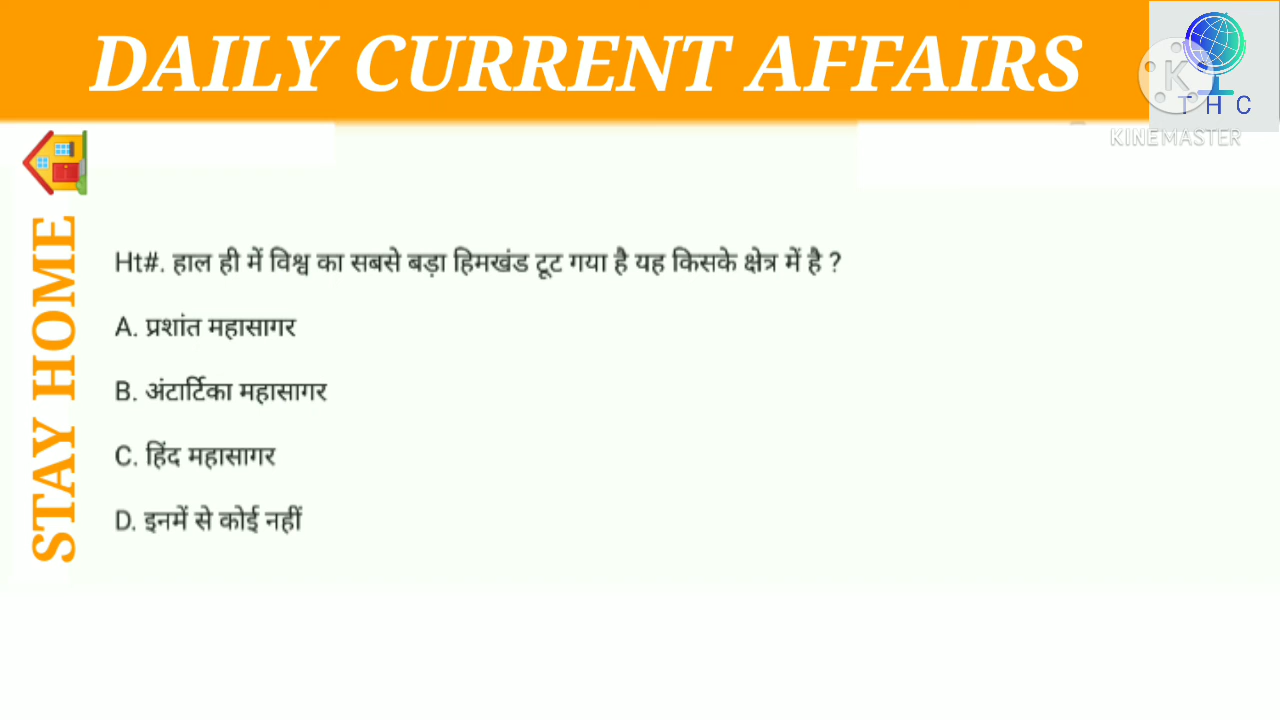 DAILY CURRENT AFFAIRS
K
T H C
KINEMASTER
STAY HOME
Ht#. हाल ही में विश्व का सबसे बड़ा हिमखंड टूट गया है यह किसके क्षेत्र में है ?
A. प्रशांत महासागर
B. अंटार्टिका महासागर
C. हिंद महासागर
D. इनमें से कोई नहीं